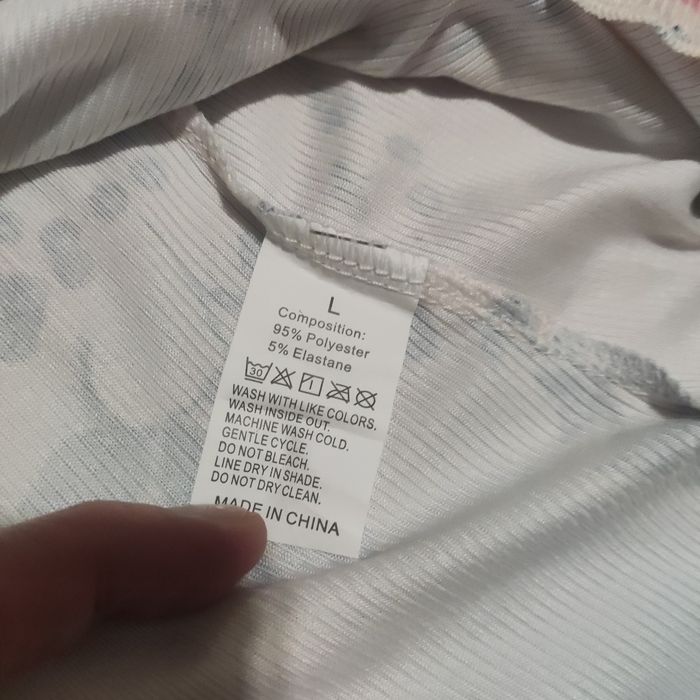 L
Composition:
95% Polyester
5% Elastane
30
WASH WITH LIKE COLORS.
WASH INSIDE OUT.
MACHINE WASH COLD.
GENTLE CYCLE.
DO NOT BLEACH.
LINE DRY IN SHADE.
DO NOT DRY CLEAN.
MADE IN CHINA